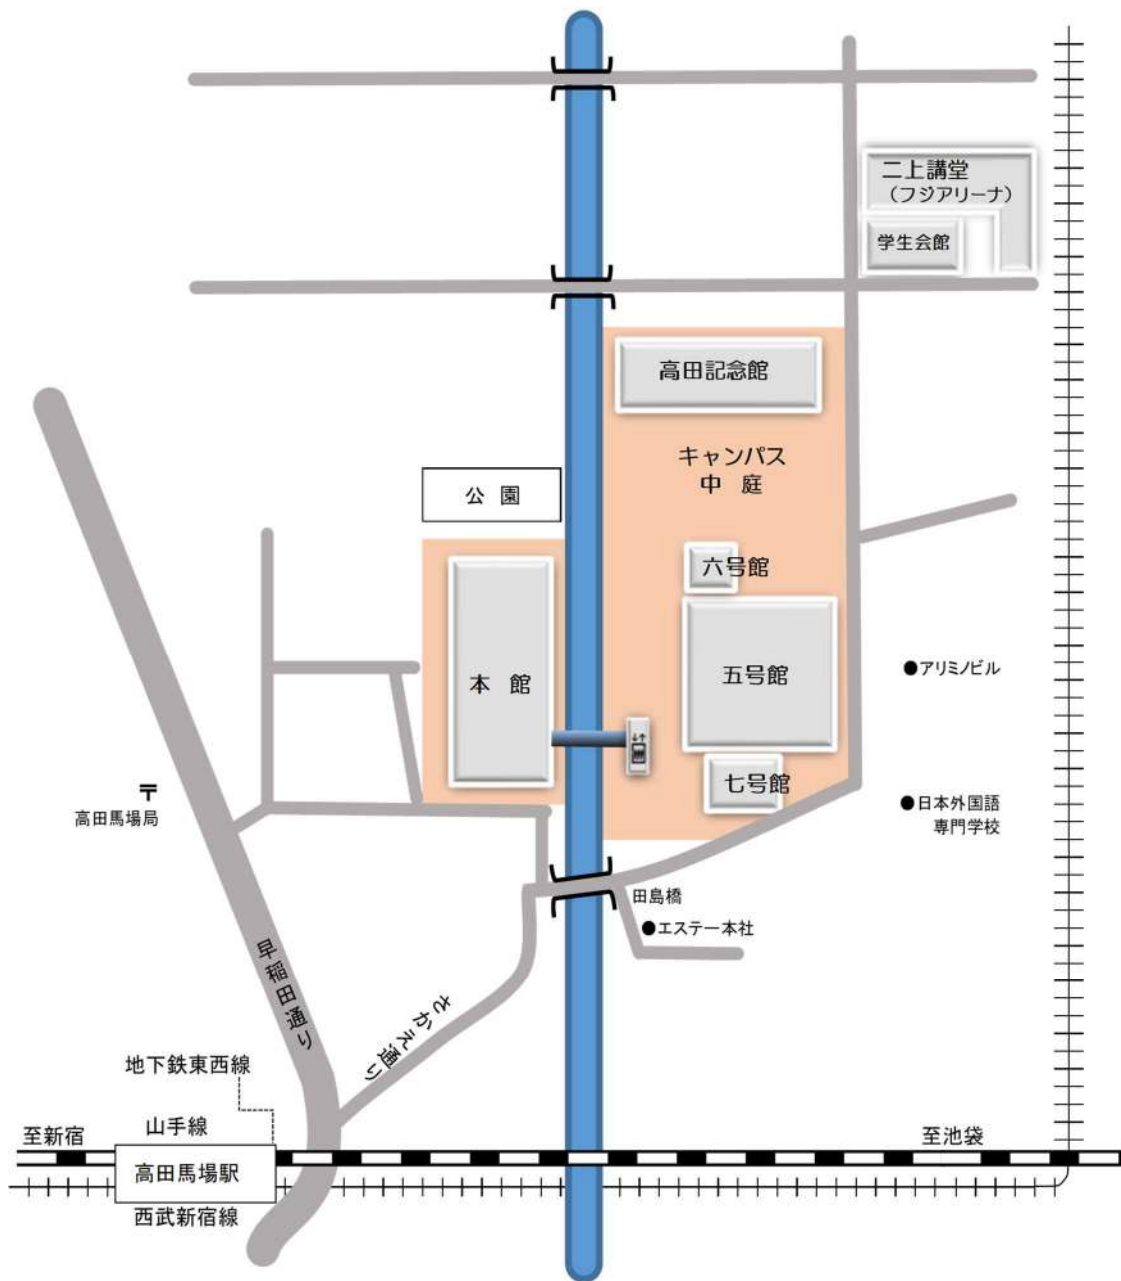 二上講堂
（フジアリーナ）
学生会館
高田記念館
キャンパス
中　庭
公　園
六号館
五号館
本　館
七号館
●アリミノビル
〒
高田馬場局
●日本外国語
専門学校
田島橋
●エステー本社
早稲田通り
さかえ通り
地下鉄東西線
山手線
至新宿
至池袋
高田馬場駅
西武新宿線